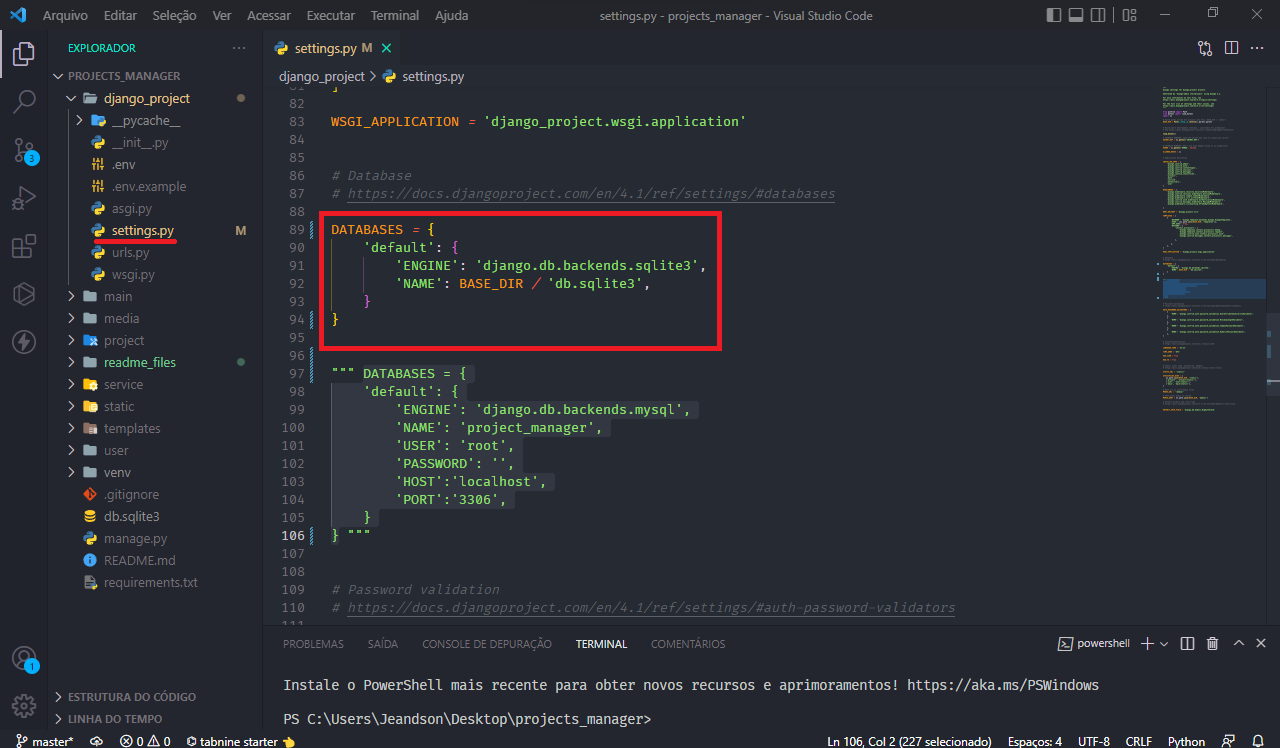 Arquivo Editar Seleção Ver Acessar Executar Terminal Ajuda
settings.py - projects_manager - Visual Studio Code
EXPLORADOR
PROJECTS_MANAGER
django_project
__pycache__
__init__.py
.env
.env.example
asgi.py
settings.py M
urls.py
wsgi.py
main
media
project
readme_files
service
static
templates
user
venv
.gitignore
db.sqlite3
manage.py
README.md
requirements.txt
ESTRUTURA DO CÓDIGO
LINHA DO TEMPO
3
1
settings.py M
django_project > settings.py
81 ]
82
83 WSGI_APPLICATION = 'django_project.wsgi.application'
84
85
86 # Database
87 # https://docs.djangoproject.com/en/4.1/ref/settings/#databases
88
89 DATABASES = {
90 'default': {
91 'ENGINE': 'django.db.backends.sqlite3',
92 'NAME': BASE_DIR / 'db.sqlite3',
93 }
94 }
95
96
97 """ DATABASES = {
98 'default': {
99 'ENGINE': 'django.db.backends.mysql',
100 'NAME': 'project_manager',
101 'USER': 'root',
102 'PASSWORD': '',
103 'HOST':'localhost',
104 'PORT':'3306',
105 }
106 } """
107
108
109 # Password validation
110 # https://docs.djangoproject.com/en/4.1/ref/settings/#auth-password-validators
111
PROBLEMAS SAÍDA CONSOLE DE DEPURAÇÃO TERMINAL COMENTÁRIOS
powershell
Instale o PowerShell mais recente para obter novos recursos e aprimoramentos! https://aka.ms/PSWindows
PS C:\Users\Jeandson\Desktop\projects_manager>
master* 0 0 tabnine starter 👈 Ln 106, Col 2 (227 selecionado) Espaços: 4 UTF-8 CRLF Python